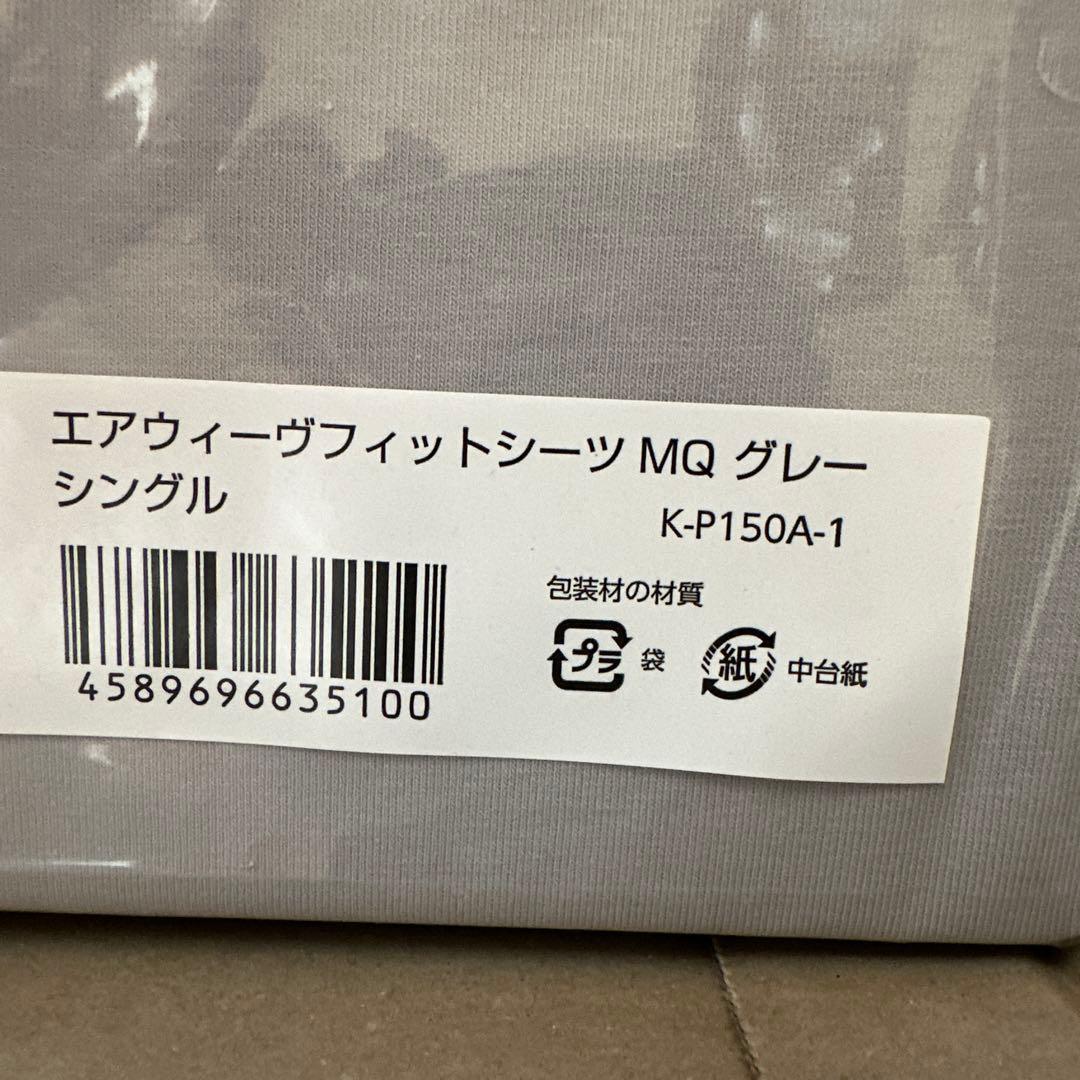 エアウィーヴフィットシーツ MQ グレー
シングル
K-P150A-1
4589696635100
包装材の材質
プラ 袋 紙 中台紙